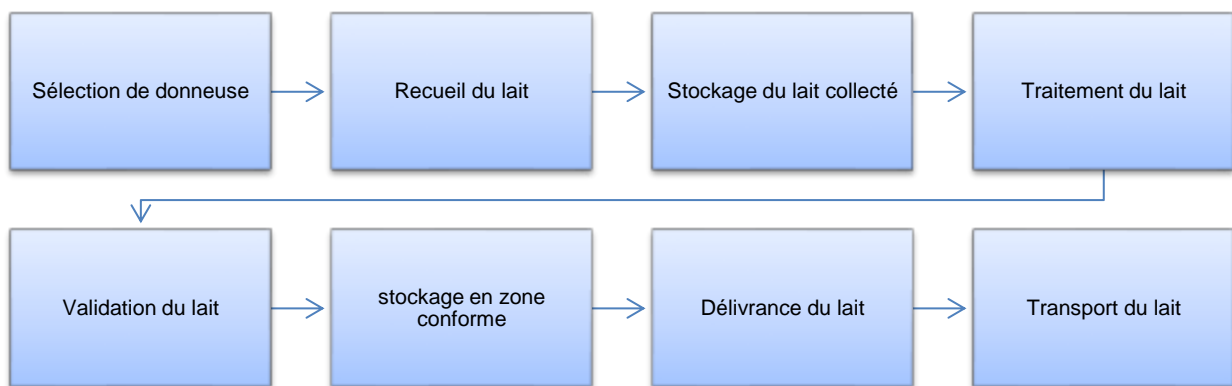 Sélection de donneuse
Recueil du lait
Stockage du lait collecté
Traitement du lait
Validation du lait
stockage en zone
conforme
Délivrance du lait
Transport du lait